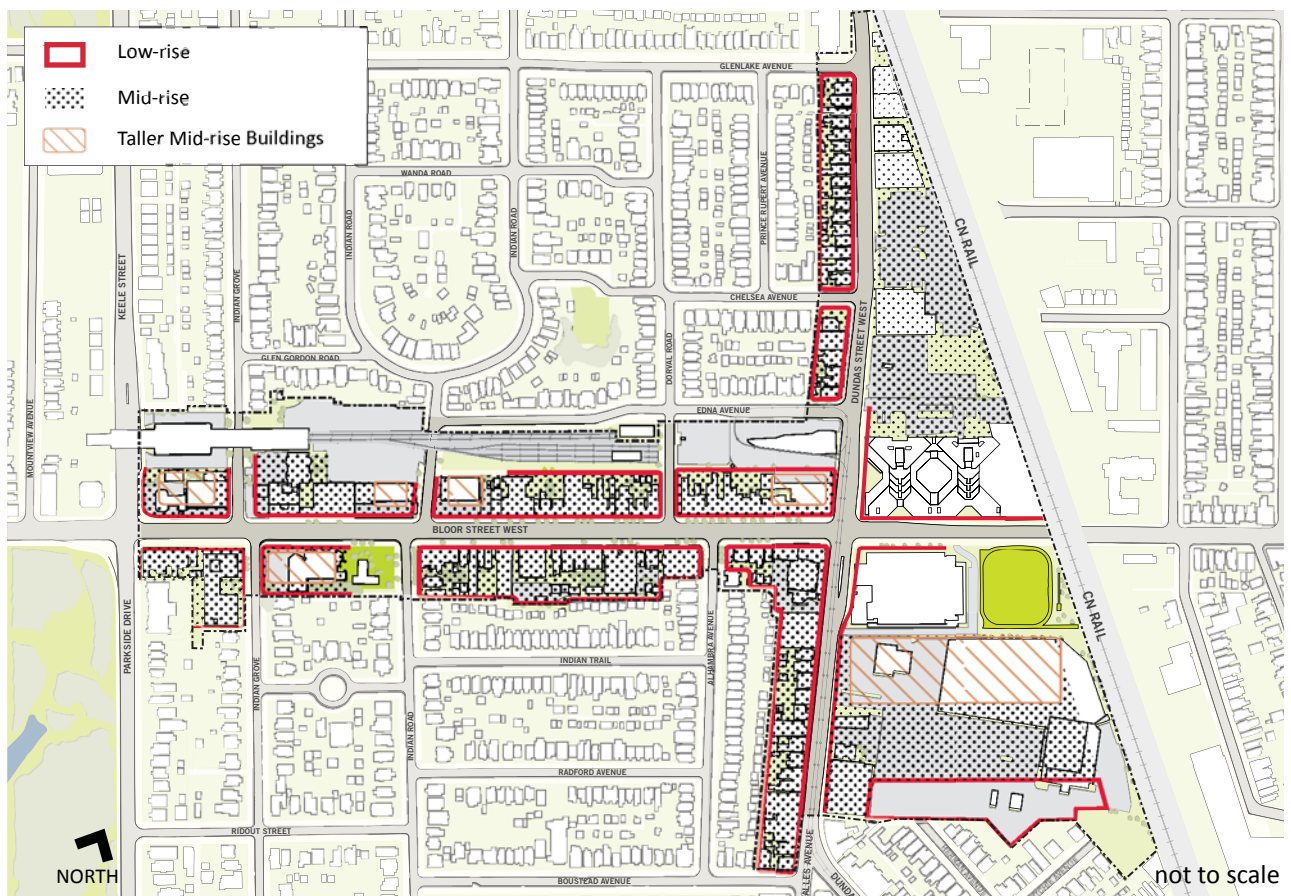 Low-rise
Mid-rise
Taller Mid-rise Buildings
GLENLAKE AVENUE
WANDA ROAD
PRINCE RUPERT AVENUE
CN RAIL
KEELE STREET
INDIAN GROVE
INDIAN ROAD
INDIAN ROAD
CHELSEA AVENUE
DUNDAS STREET WEST
DORVAL ROAD
GLEN GORDON ROAD
MOUNTVIEW AVENUE
EDNA AVENUE
BLOOR STREET WEST
CN RAIL
PARKSIDE DRIVE
INDIAN GROVE
INDIAN ROAD
ALHAMBRA AVENUE
INDIAN TRAIL
RADFORD AVENUE
RIDOUT STREET
BOUSTEAD AVENUE
ALLES AVENUE
DUNDA
NORTH
not to scale